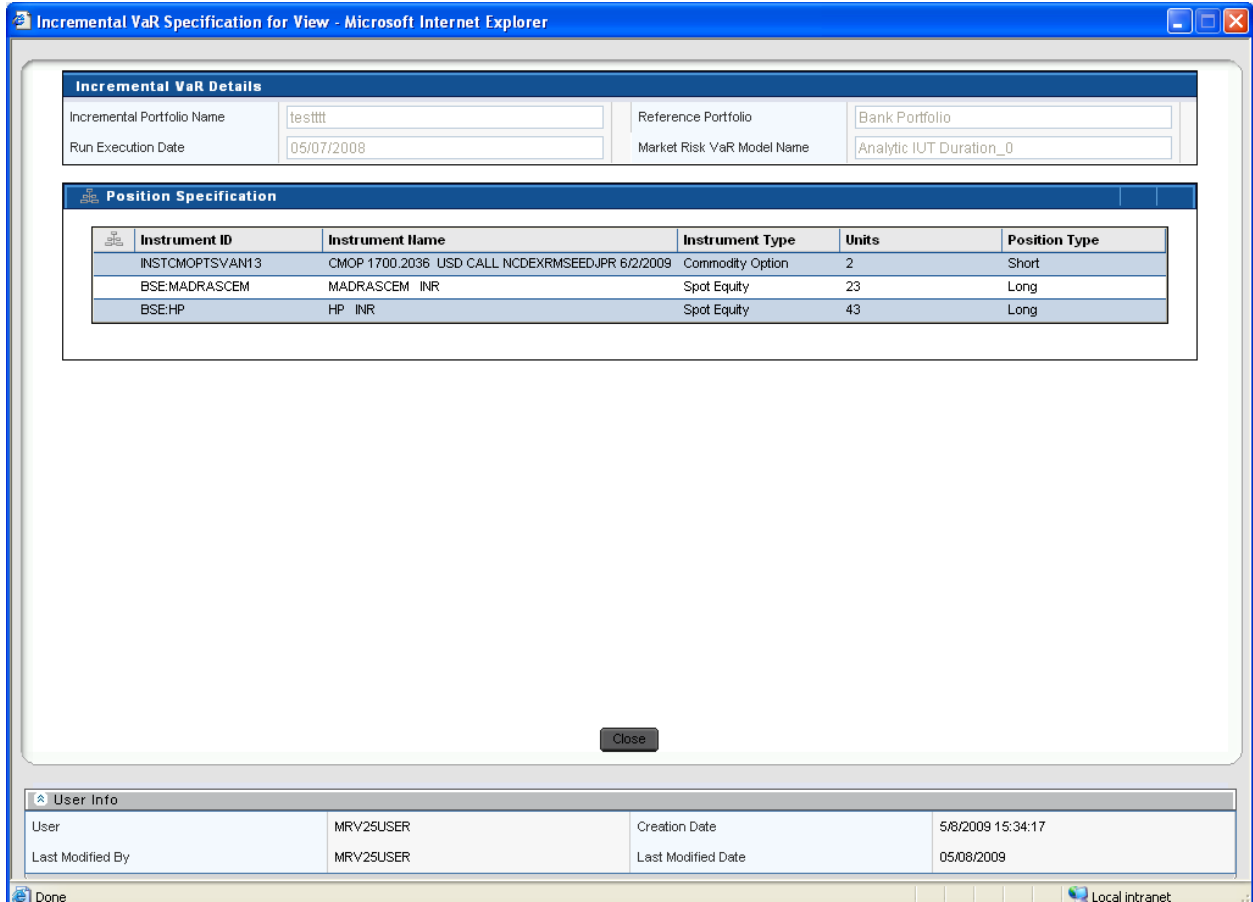 Incremental VaR Specification for View - Microsoft Internet Explorer
Incremental VaR Details
Incremental Portfolio Name testttt Reference Portfolio Bank Portfolio
Run Execution Date 05/07/2008 Market Risk VaR Model Name Analytic IUT Duration_0
Position Specification
Instrument ID Instrument Name Instrument Type Units Position Type
INSTCMOPTSVAN13 CMOP 1700.2036 USD CALL NCDEXRMSEEDJPR 6/2/2009 Commodity Option 2 Short
BSE:MADRASCEM MADRASCEM INR Spot Equity 23 Long
BSE:HP HP INR Spot Equity 43 Long
Close
User Info
User MRV25USER Creation Date 5/8/2009 15:34:17
Last Modified By MRV25USER Last Modified Date 05/08/2009
Done Local intranet